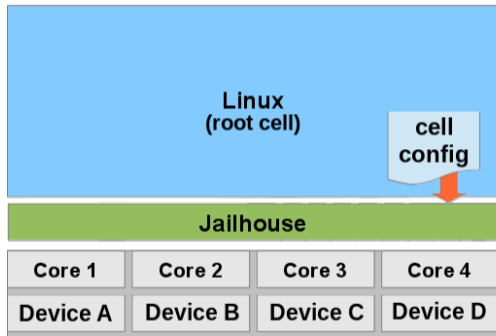 Linux
(root cell)
cell
config
Jailhouse
Core 1
Core 2
Core 3
Core 4
Device A
Device B
Device C
Device D